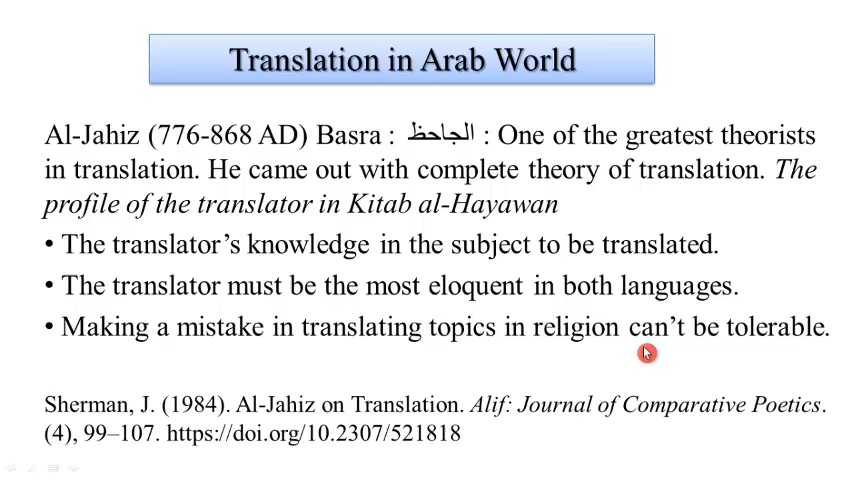 Translation in Arab World
Al-Jahiz (776-868 AD) Basra : الجاحظ : One of the greatest theorists
in translation. He came out with complete theory of translation. The
profile of the translator in Kitab al-Hayawan
• The translator’s knowledge in the subject to be translated.
• The translator must be the most eloquent in both languages.
• Making a mistake in translating topics in religion can’t be tolerable.
Sherman, J. (1984). Al-Jahiz on Translation. Alif: Journal of Comparative Poetics.
(4), 99–107. https://doi.org/10.2307/521818